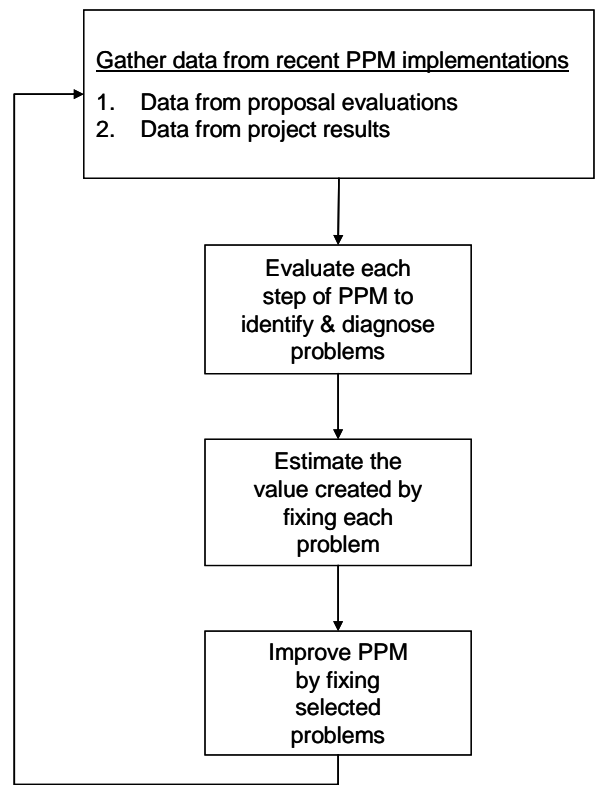 Gather data from recent PPM implementations
1. Data from proposal evaluations
2. Data from project results
Evaluate each
step of PPM to
identify & diagnose
problems
Estimate the
value created by
fixing each
problem
Improve PPM
by fixing
selected
problems